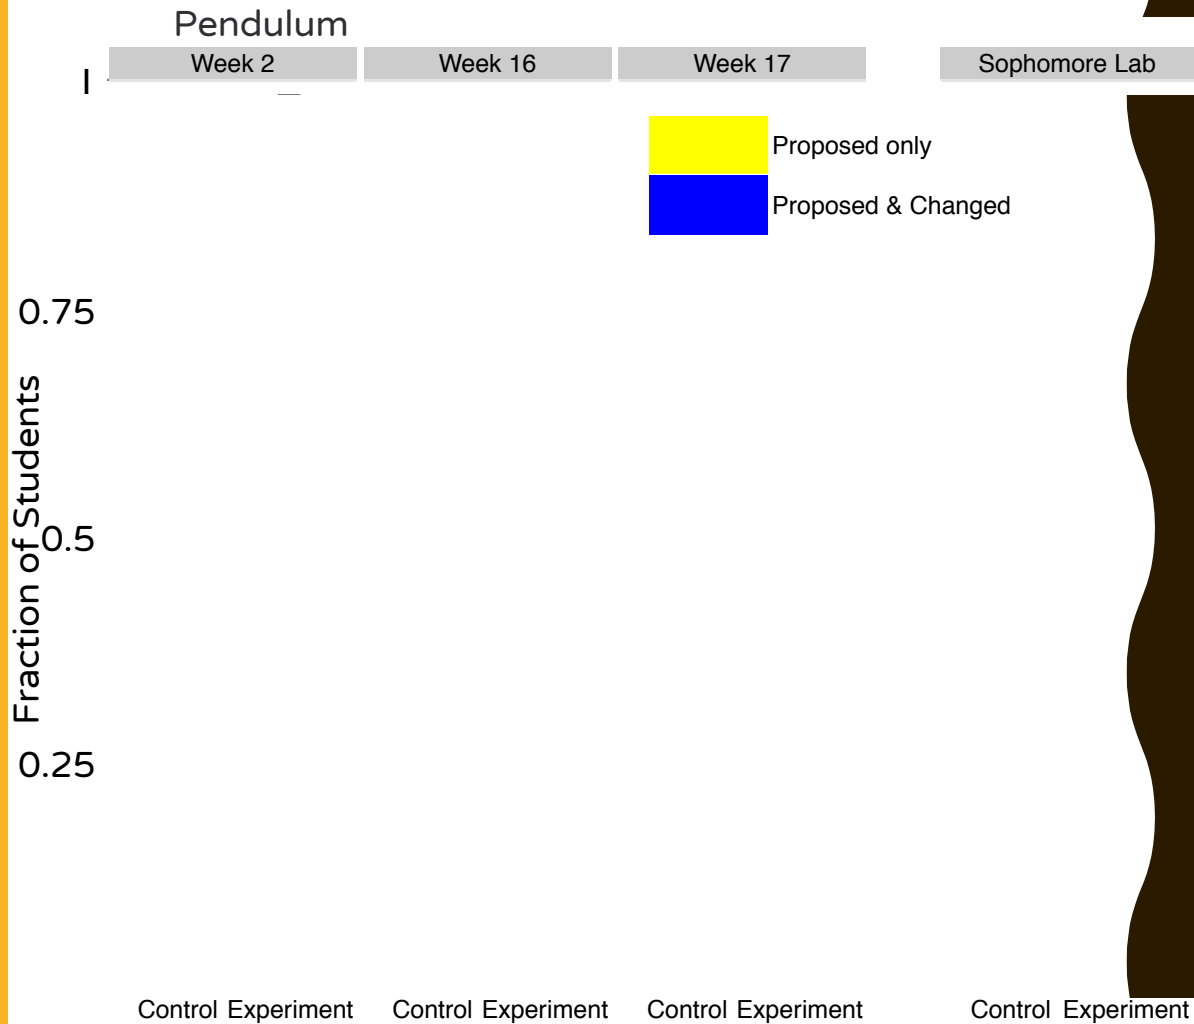 Pendulum
Week 2 Week 16 Week 17 Sophomore Lab
1
Proposed only
Proposed & Changed
0.75
Fraction of Students
0.5
0.25
Control Experiment Control Experiment Control Experiment Control Experiment